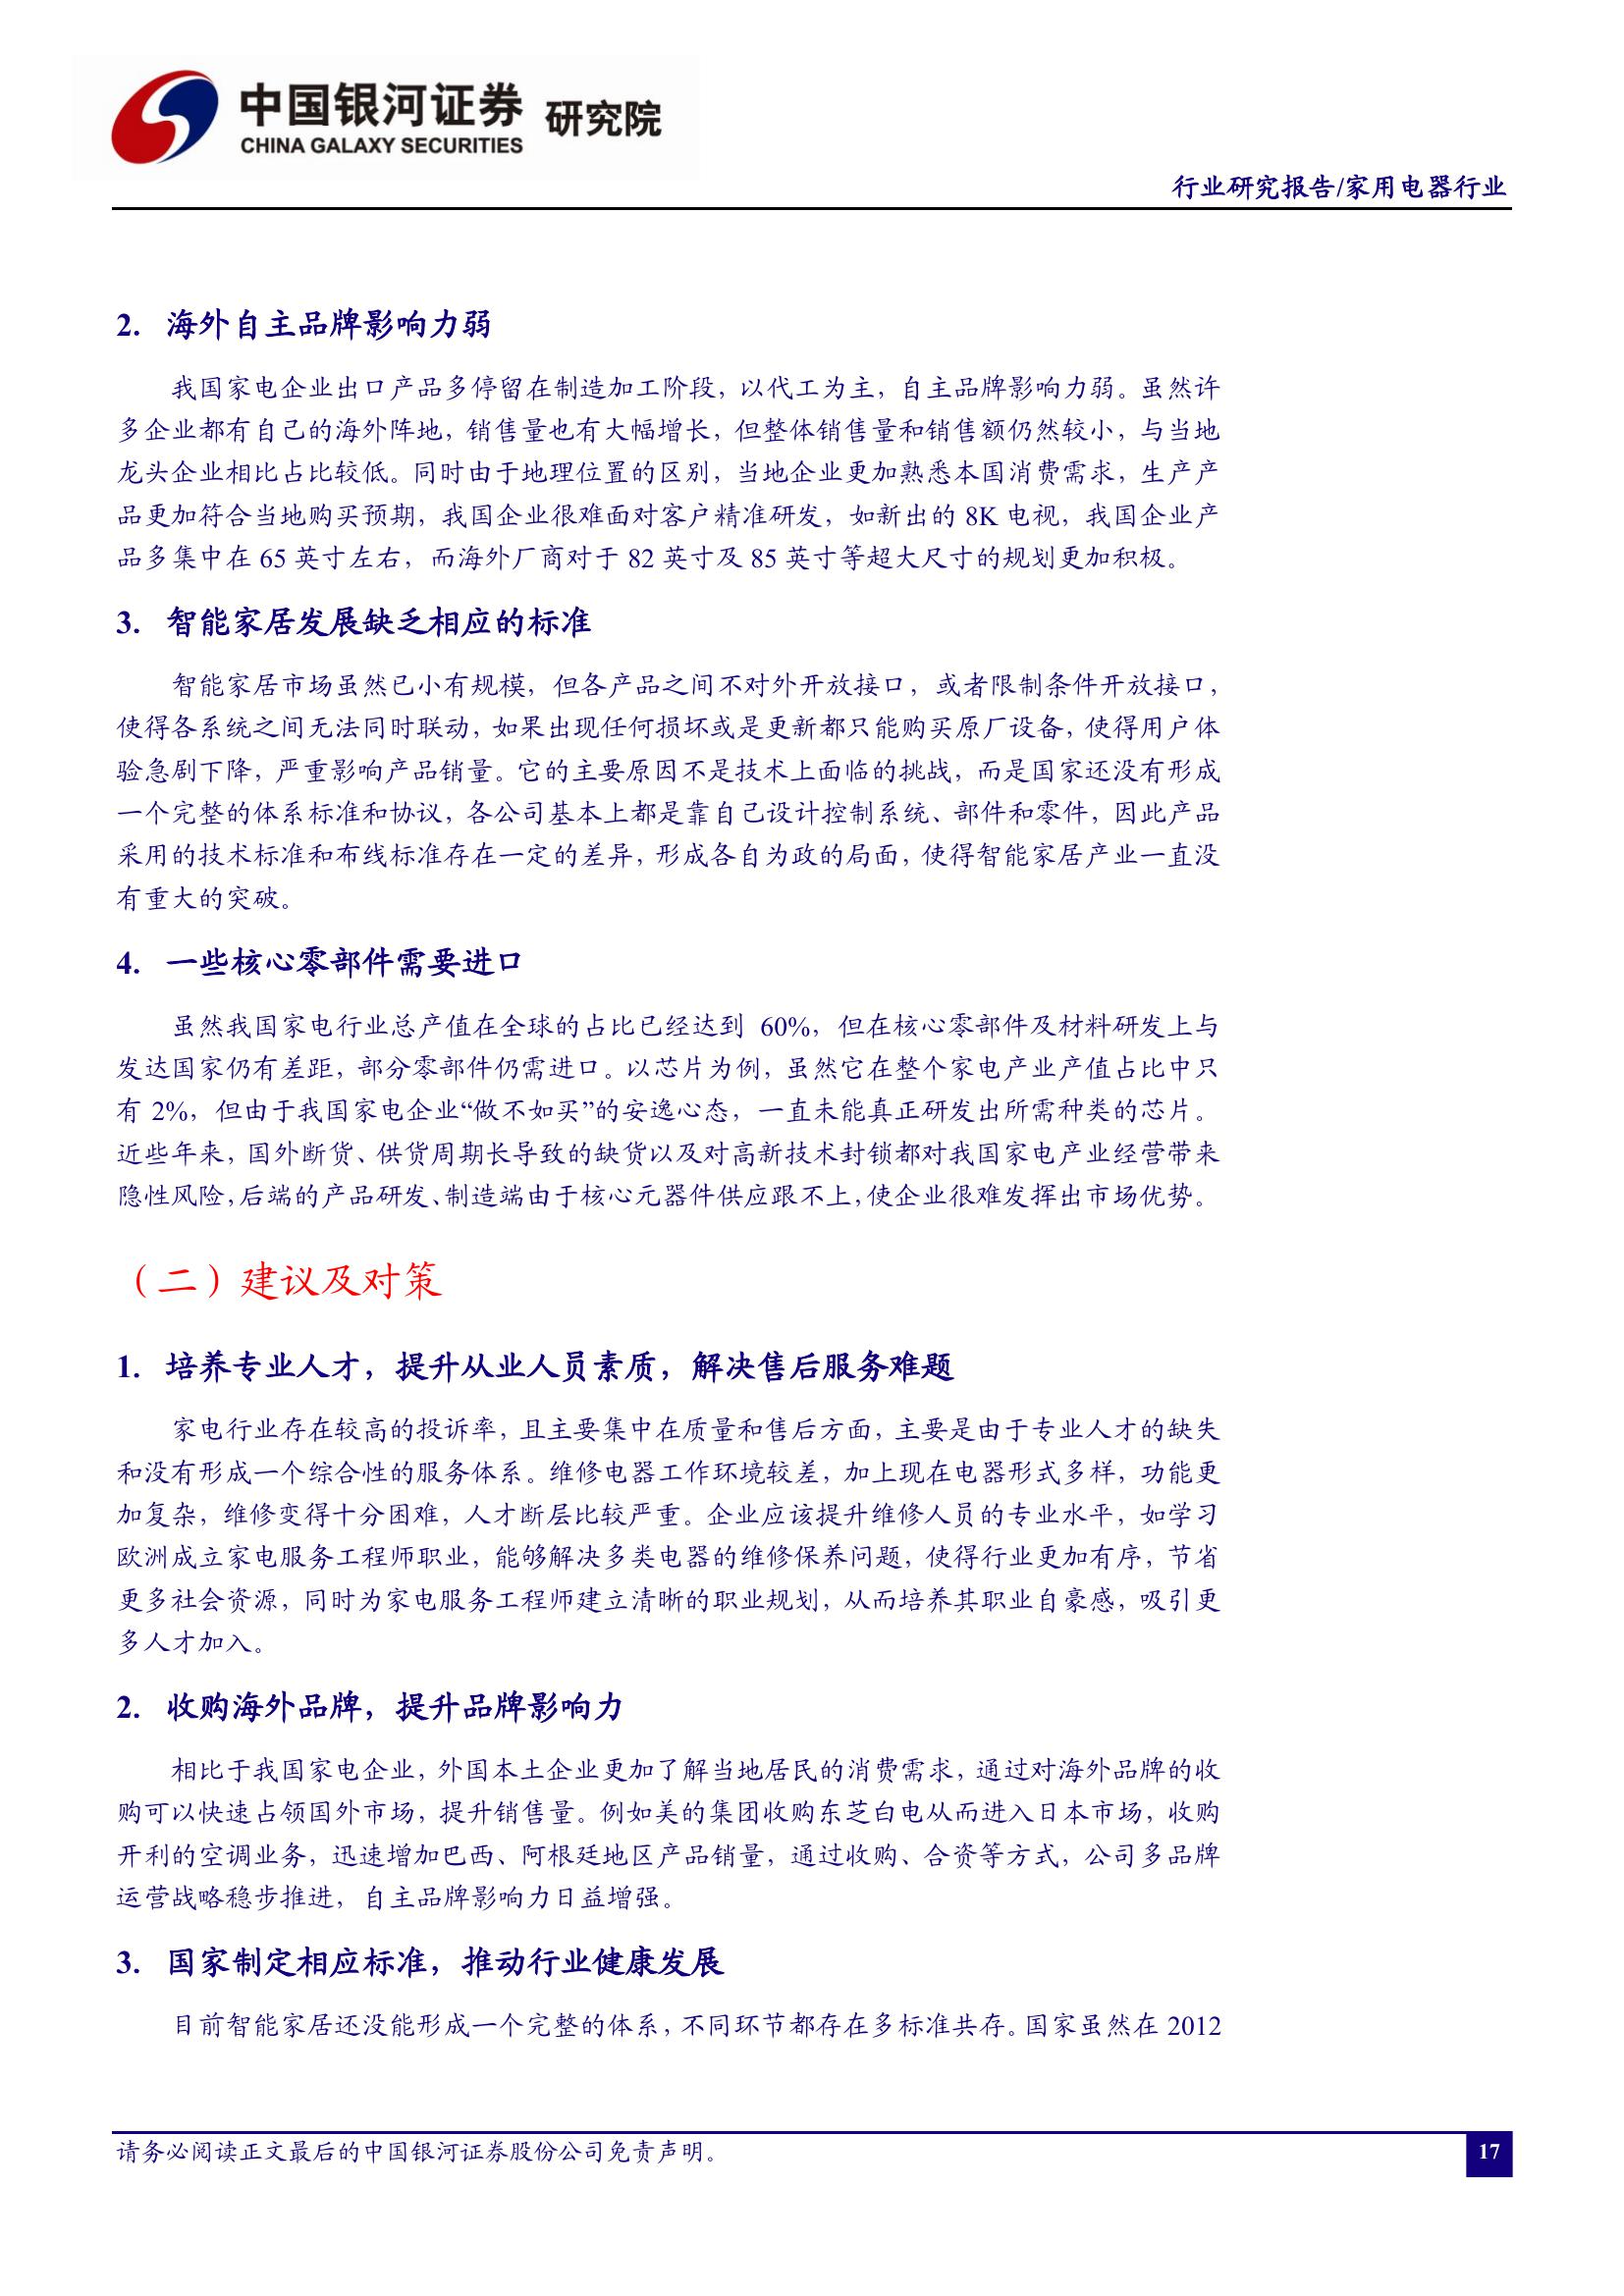 中国银河证券 研究院
CHINA GALAXY SECURITIES
行业研究报告/家用电器行业
2. 海外自主品牌影响力弱
我国家电企业出口产品多停留在制造加工阶段，以代工为主，自主品牌影响力弱。虽然许
多企业都有自己的海外阵地，销售量也有大幅增长，但整体销售量和销售额仍然较小，与当地
龙头企业相比占比较低。同时由于地理位置的区别，当地企业更加熟悉本国消费需求，生产产
品更加符合当地购买预期，我国企业很难面对客户精准研发，如新出的 8K 电视，我国企业产
品多集中在 65 英寸左右，而海外厂商对于 82 英寸及 85 英寸等超大尺寸的规划更加积极。
3. 智能家居发展缺乏相应的标准
智能家居市场虽然已小有规模，但各产品之间不对外开放接口，或者限制条件开放接口，
使得各系统之间无法同时联动，如果出现任何损坏或是更新都只能购买原厂设备，使得用户体
验急剧下降，严重影响产品销量。它的主要原因不是技术上面临的挑战，而是国家还没有形成
一个完整的体系标准和协议，各公司基本上都是靠自己设计控制系统、部件和零件，因此产品
采用的技术标准和布线标准存在一定的差异，形成各自为政的局面，使得智能家居产业一直没
有重大的突破。
4. 一些核心零部件需要进口
虽然我国家电行业总产值在全球的占比已经达到 60%，但在核心零部件及材料研发上与
发达国家仍有差距，部分零部件仍需进口。以芯片为例，虽然它在整个家电产业产值占比中只
有 2%，但由于我国家电企业“做不如买”的安逸心态，一直未能真正研发出所需种类的芯片。
近些年来，国外断货、供货周期长导致的缺货以及对高新技术封锁都对我国家电产业经营带来
隐性风险，后端的产品研发、制造端由于核心元器件供应跟不上，使企业很难发挥出市场优势。
（二）建议及对策
1. 培养专业人才，提升从业人员素质，解决售后服务难题
家电行业存在较高的投诉率，且主要集中在质量和售后方面，主要是由于专业人才的缺失
和没有形成一个综合性的服务体系。维修电器工作环境较差，加上现在电器形式多样，功能更
加复杂，维修变得十分困难，人才断层比较严重。企业应该提升维修人员的专业水平，如学习
欧洲成立家电服务工程师职业，能够解决多类电器的维修保养问题，使得行业更加有序，节省
更多社会资源，同时为家电服务工程师建立清晰的职业规划，从而培养其职业自豪感，吸引更
多人才加入。
2. 收购海外品牌，提升品牌影响力
相比于我国家电企业，外国本土企业更加了解当地居民的消费需求，通过对海外品牌的收
购可以快速占领国外市场，提升销售量。例如美的集团收购东芝白电从而进入日本市场，收购
开利的空调业务，迅速增加巴西、阿根廷地区产品销量，通过收购、合资等方式，公司多品牌
运营战略稳步推进，自主品牌影响力日益增强。
3. 国家制定相应标准，推动行业健康发展
目前智能家居还没能形成一个完整的体系，不同环节都存在多标准共存。国家虽然在 2012
请务必阅读正文最后的中国银河证券股份公司免责声明。
17